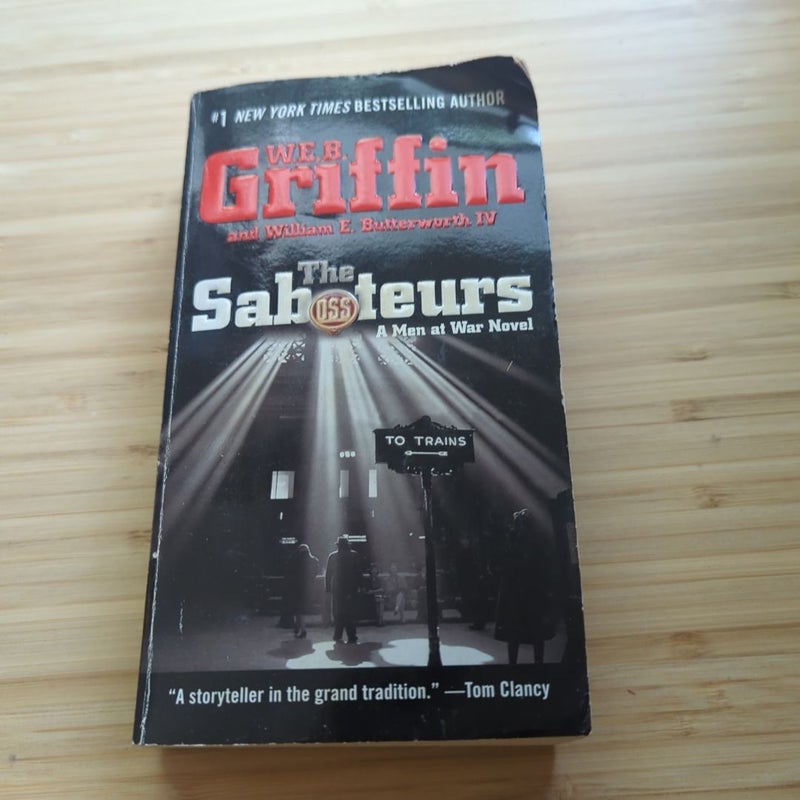 #1 NEW YORK TIMES BESTSELLING AUTHOR
W.E.B.
Griffin
and William E. Butterworth IV
The
Saboteurs
OSS
A Men at War Novel
TO TRAINS
"A storyteller in the grand tradition." —Tom Clancy